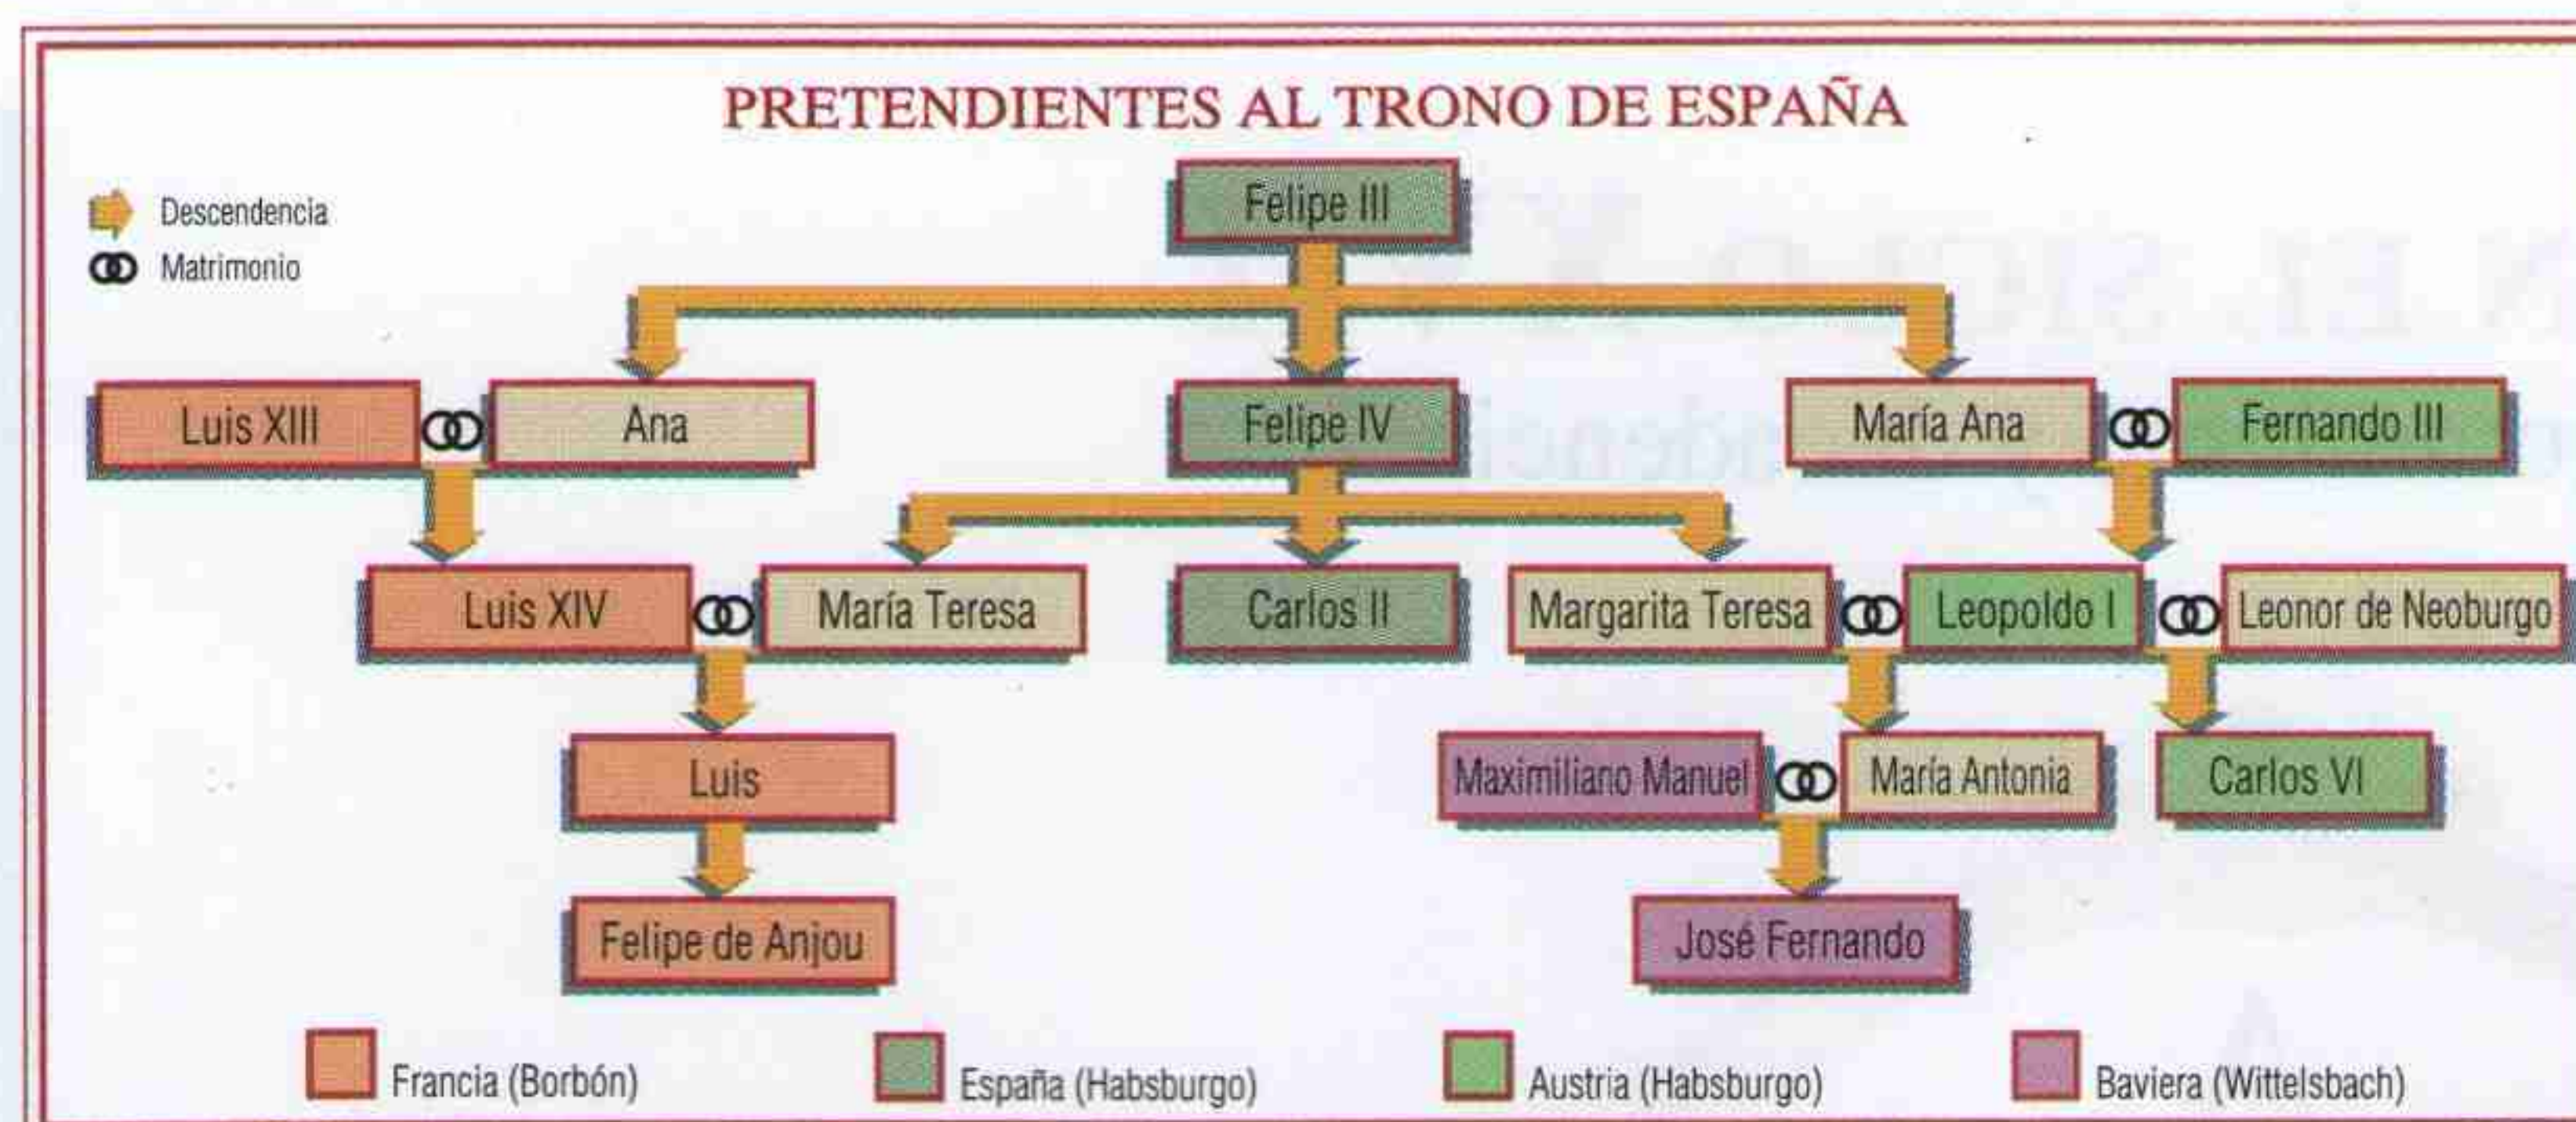 PRETENDIENTES AL TRONO DE ESPAÑA
Descendencia
Matrimonio
Felipe III
Luis XIII
Ana
Felipe IV
María Ana
Fernando III
Luis XIV
María Teresa
Carlos II
Margarita Teresa
Leopoldo I
Leonor de Neoburgo
Luis
Maximiliano Manuel
María Antonia
Carlos VI
Felipe de Anjou
José Fernando
Francia (Borbón)
España (Habsburgo)
Austria (Habsburgo)
Baviera (Wittelsbach)